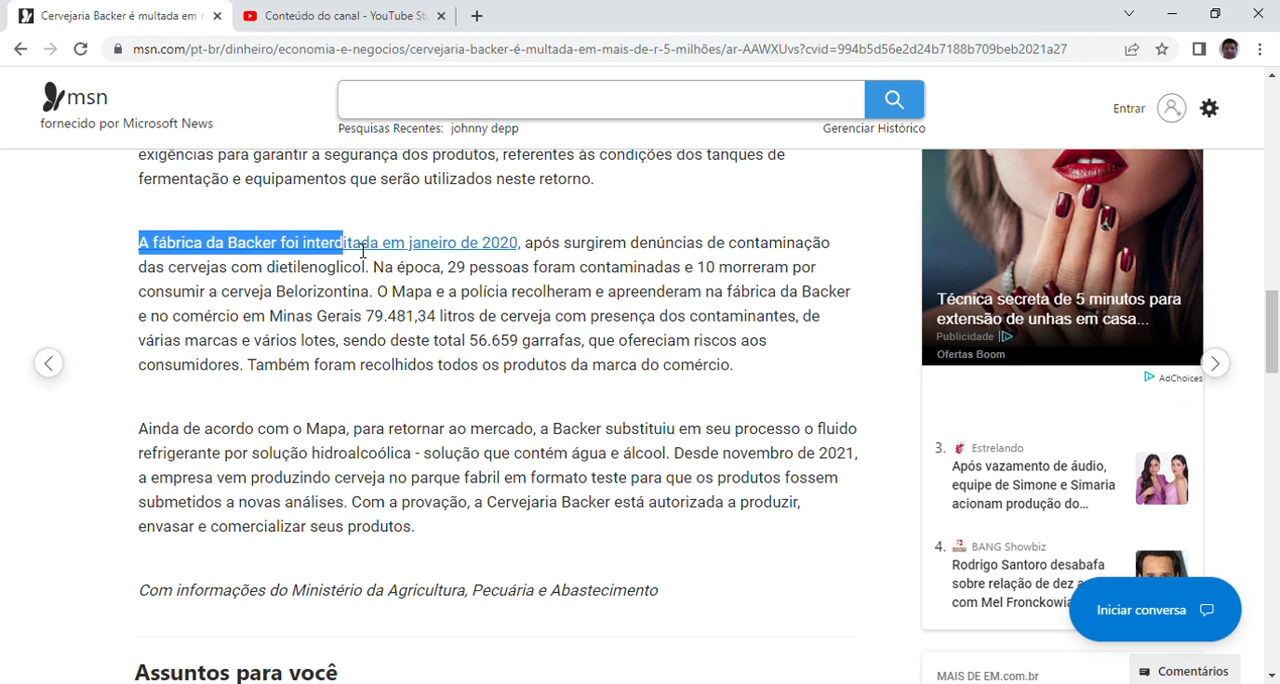 Cervejaria Backer é multada em
Conteúdo do canal - YouTube St
msn.com/pt-br/dinheiro/economia-e-negocios/cervejaria-backer-é-multada-em-mais-de-r-5-milhões/ar-AAWXUvs?cvid=994b5d56e2d24b7188b709beb2021a27
msn
fornecido por Microsoft News
Pesquisas Recentes: johnny depp
Gerenciar Histórico
Entrar
exigências para garantir a segurança dos produtos, referentes às condições dos tanques de
fermentação e equipamentos que serão utilizados neste retorno.
A fábrica da Backer foi interditada em janeiro de 2020, após surgirem denúncias de contaminação
das cervejas com dietilenoglicol. Na época, 29 pessoas foram contaminadas e 10 morreram por
consumir a cerveja Belorizontina. O Mapa e a polícia recolheram e apreenderam na fábrica da Backer
e no comércio em Minas Gerais 79.481,34 litros de cerveja com presença dos contaminantes, de
várias marcas e vários lotes, sendo deste total 56.659 garrafas, que ofereciam riscos aos
consumidores. Também foram recolhidos todos os produtos da marca do comércio.
Ainda de acordo com o Mapa, para retornar ao mercado, a Backer substituiu em seu processo o fluido
refrigerante por solução hidroalcoólica - solução que contém água e álcool. Desde novembro de 2021,
a empresa vem produzindo cerveja no parque fabril em formato teste para que os produtos fossem
submetidos a novas análises. Com a provação, a Cervejaria Backer está autorizada a produzir,
envasar e comercializar seus produtos.
Com informações do Ministério da Agricultura, Pecuária e Abastecimento
Assuntos para você
Técnica secreta de 5 minutos para
extensão de unhas em casa...
Publicidade
Ofertas Boom
AdChoices
3. Estrelando
Após vazamento de áudio,
equipe de Simone e Simaria
acionam produção do...
4. BANG Showbiz
Rodrigo Santoro desabafa
sobre relação de dez a
com Mel Fronckowia
Iniciar conversa
MAIS DE EM.com.br
Comentários